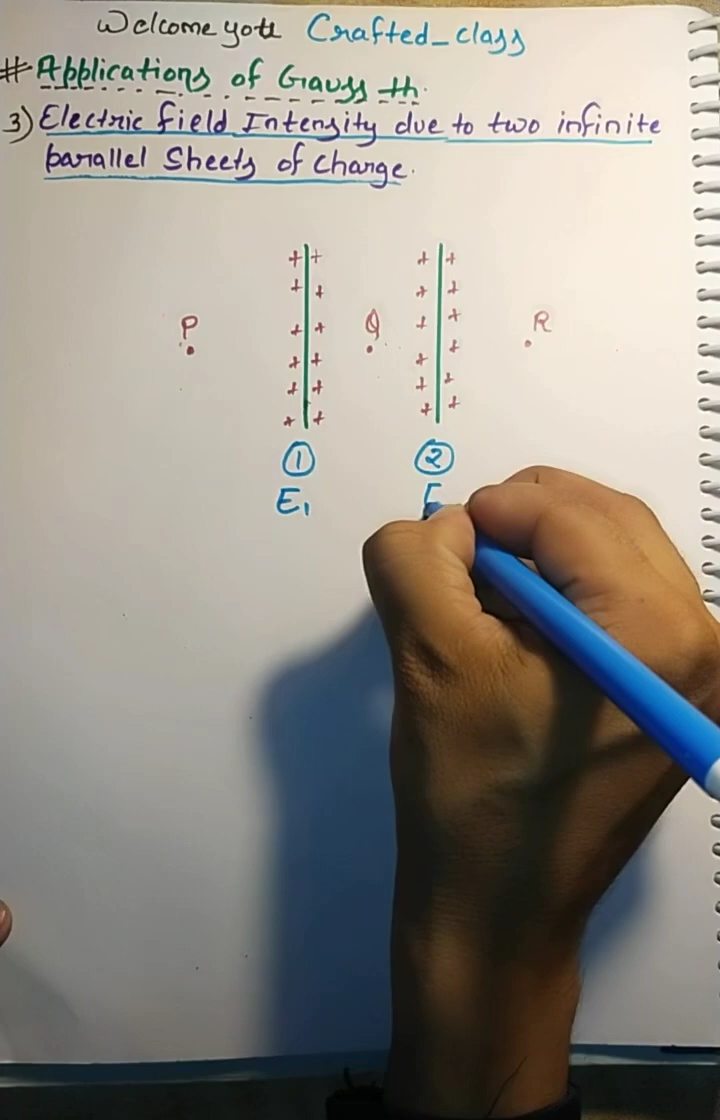 Welcome yott Crafted_class
# Applications of Gauss th.
3) Electric field Intensity due to two infinite
parallel Sheets of Charge.
+ + + +
+ + + +
P + + Q + + R
+ + + +
+ + + +
+ + + +
① ②
E₁